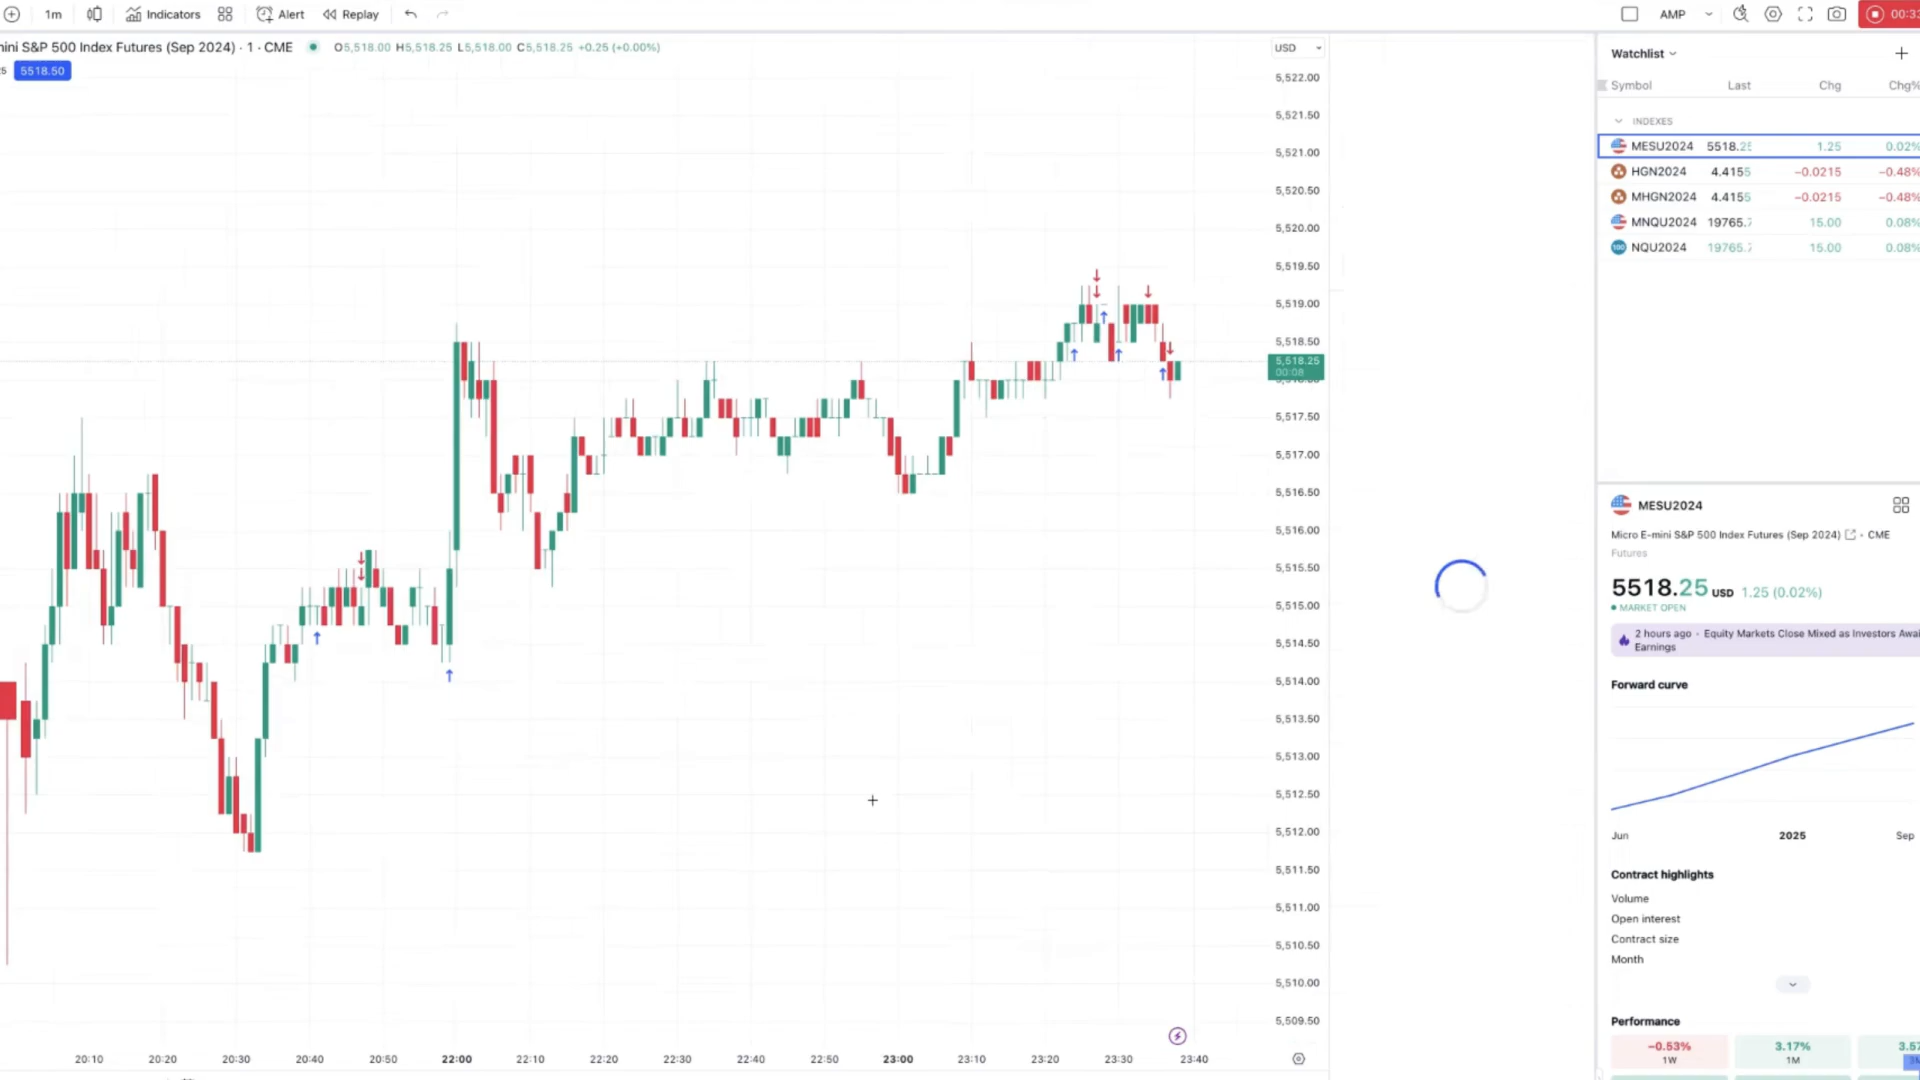 1m Indicators Alert Replay AMP
mini S&P 500 Index Futures (Sep 2024) · 1 · CME O5,518.00 H5,518.25 L5,518.00 C5,518.25 +0.25 (+0.00%) USD
5518.50
5,522.00
5,521.50
5,521.00
5,520.50
5,520.00
5,519.50
5,519.00
5,518.50
5,518.25
00:08
5,517.50
5,517.00
5,516.50
5,516.00
5,515.50
5,515.00
5,514.50
5,514.00
5,513.50
5,513.00
5,512.50
5,512.00
5,511.50
5,511.00
5,510.50
5,510.00
5,509.50
20:10 20:20 20:30 20:40 20:50 22:00 22:10 22:20 22:30 22:40 22:50 23:00 23:10 23:20 23:30 23:40
Watchlist
Symbol Last Chg Chg%
INDEXES
MESU2024 5518.25 1.25 0.02%
HGN2024 4.4155 −0.0215 −0.48%
MHGN2024 4.4155 −0.0215 −0.48%
MNQU2024 19765. 15.00 0.08%
NQU2024 19765. 15.00 0.08%
MESU2024
Micro E-mini S&P 500 Index Futures (Sep 2024) · CME
Futures
5518.25 USD 1.25 (0.02%)
MARKET OPEN
2 hours ago · Equity Markets Close Mixed as Investors Awai
Earnings
Forward curve
Jun 2025 Sep
Contract highlights
Volume
Open interest
Contract size
Month
Performance
−0.53% 3.17%
1W 1M